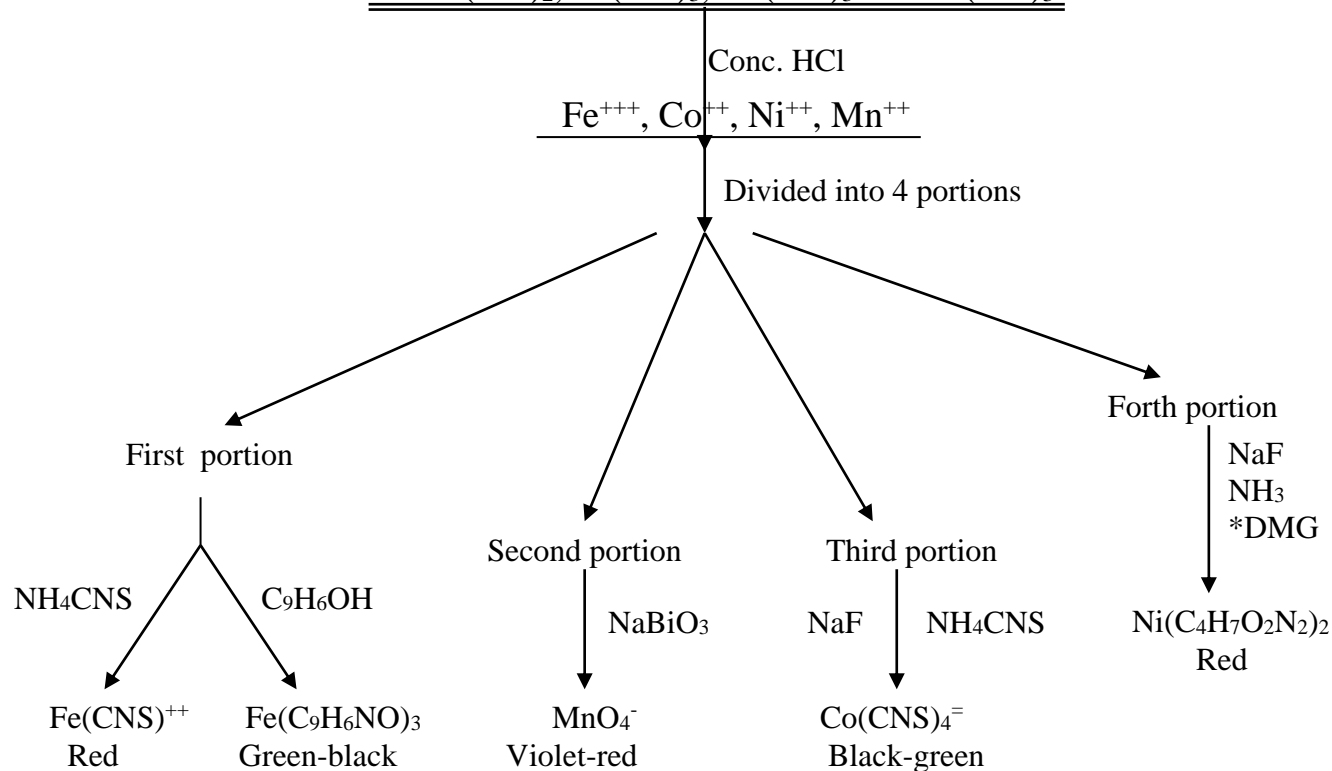 Conc. HCl
Fe⁺⁺⁺, Co⁺⁺, Ni⁺⁺, Mn⁺⁺
Divided into 4 portions
Forth portion
First portion
NaF
NH₃
*DMG
Second portion
Third portion
NH₄CNS
C₉H₆OH
NaBiO₃
NaF
NH₄CNS
Ni(C₄H₇O₂N₂)₂
Red
Fe(CNS)⁺⁺
Fe(C₉H₆NO)₃
MnO₄⁻
Co(CNS)₄⁼
Red
Green-black
Violet-red
Black-green